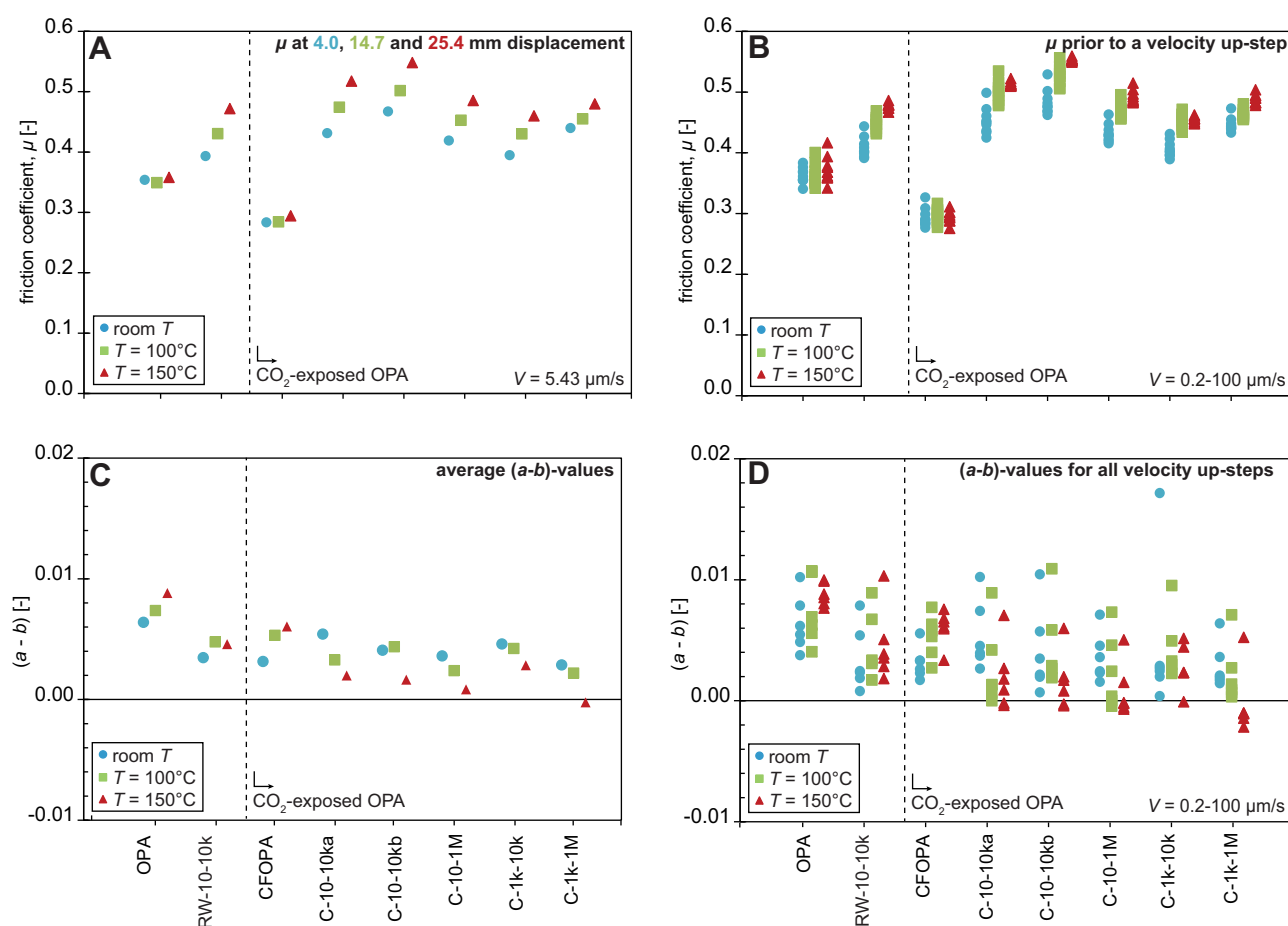 A
μ at 4.0, 14.7 and 25.4 mm displacement
friction coefficient, μ [-]
0.6
0.5
0.4
0.3
0.2
0.1
0.0
room T
T = 100°C
T = 150°C
CO₂-exposed OPA
V = 5.43 μm/s
B
μ prior to a velocity up-step
friction coefficient, μ [-]
0.6
0.5
0.4
0.3
0.2
0.1
0.0
room T
T = 100°C
T = 150°C
CO₂-exposed OPA
V = 0.2-100 μm/s
C
average (a-b)-values
(a - b) [-]
0.02
0.01
0.00
-0.01
room T
T = 100°C
T = 150°C
CO₂-exposed OPA
OPA
RW-10-10k
CFOPA
C-10-10ka
C-10-10kb
C-10-1M
C-1k-10k
C-1k-1M
D
(a-b)-values for all velocity up-steps
(a - b) [-]
0.02
0.01
0.00
-0.01
room T
T = 100°C
T = 150°C
CO₂-exposed OPA
V = 0.2-100 μm/s
OPA
RW-10-10k
CFOPA
C-10-10ka
C-10-10kb
C-10-1M
C-1k-10k
C-1k-1M